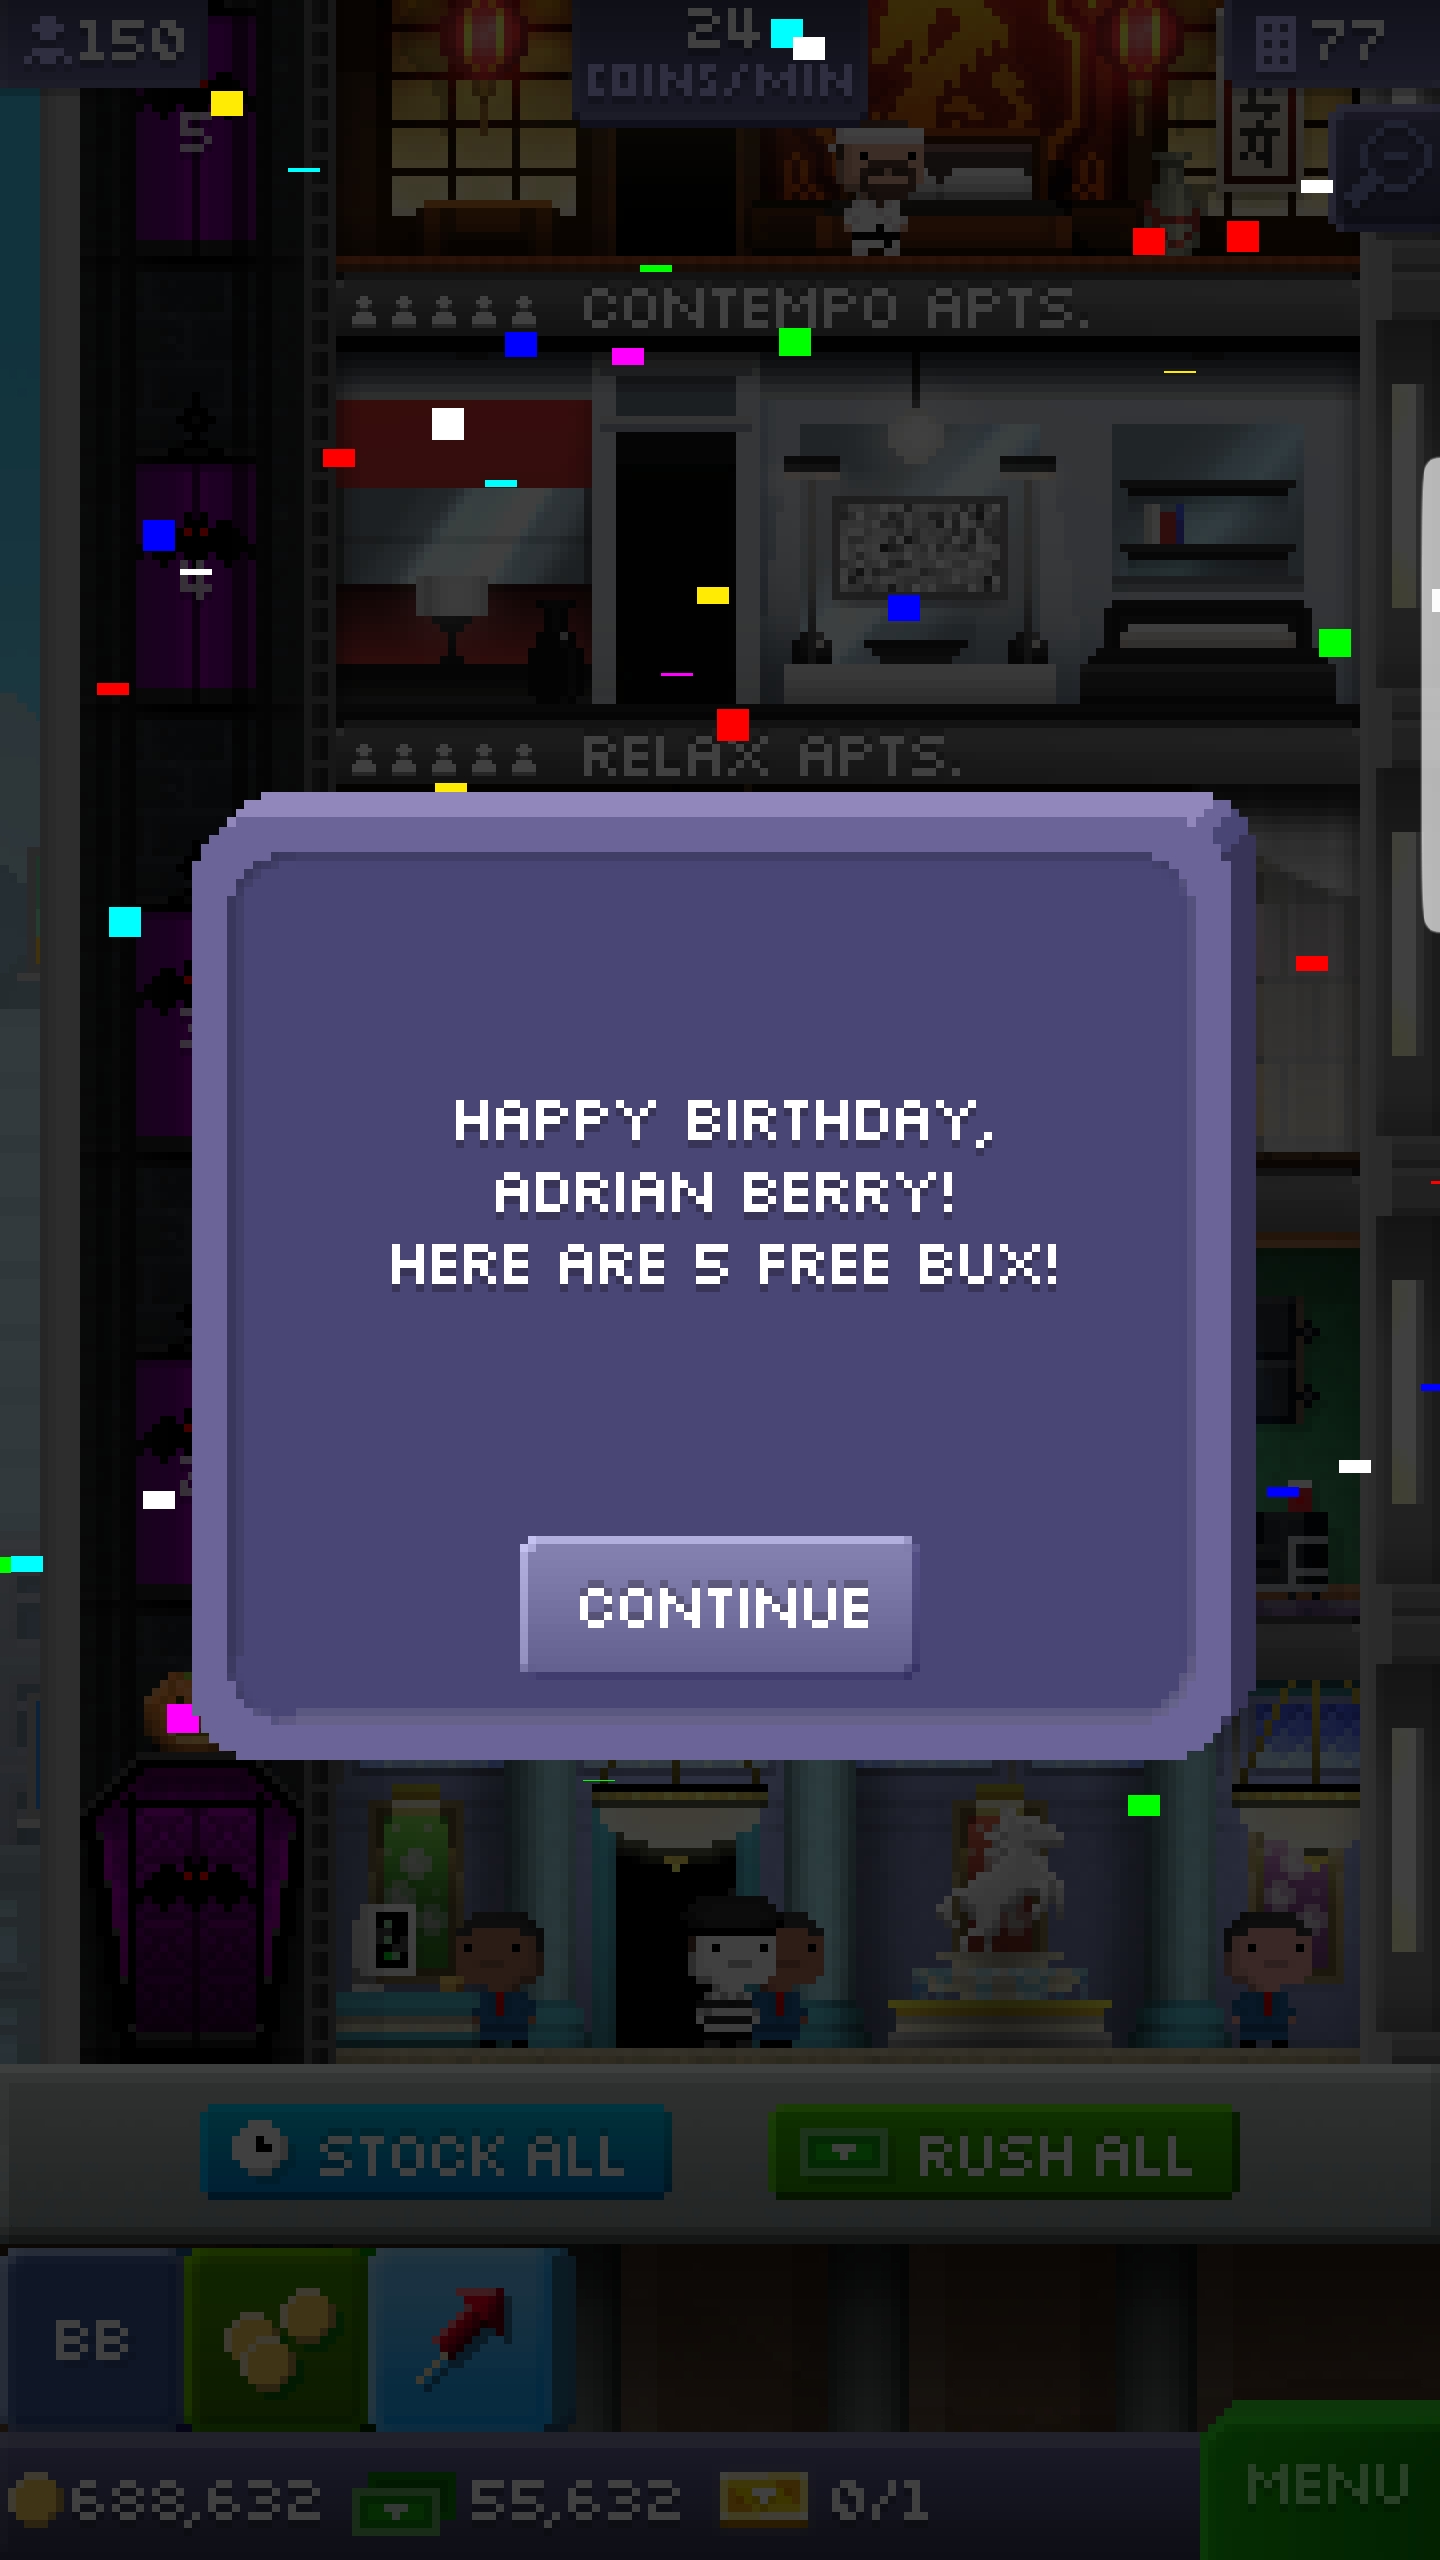 150
24
COINS/MIN
77
5
CONTEMPO APTS.
4
RELAX APTS.
HAPPY BIRTHDAY,
ADRIAN BERRY!
HERE ARE 5 FREE BUX!
CONTINUE
STOCK ALL
RUSH ALL
BB
688,632
55,632
0/1
MENU